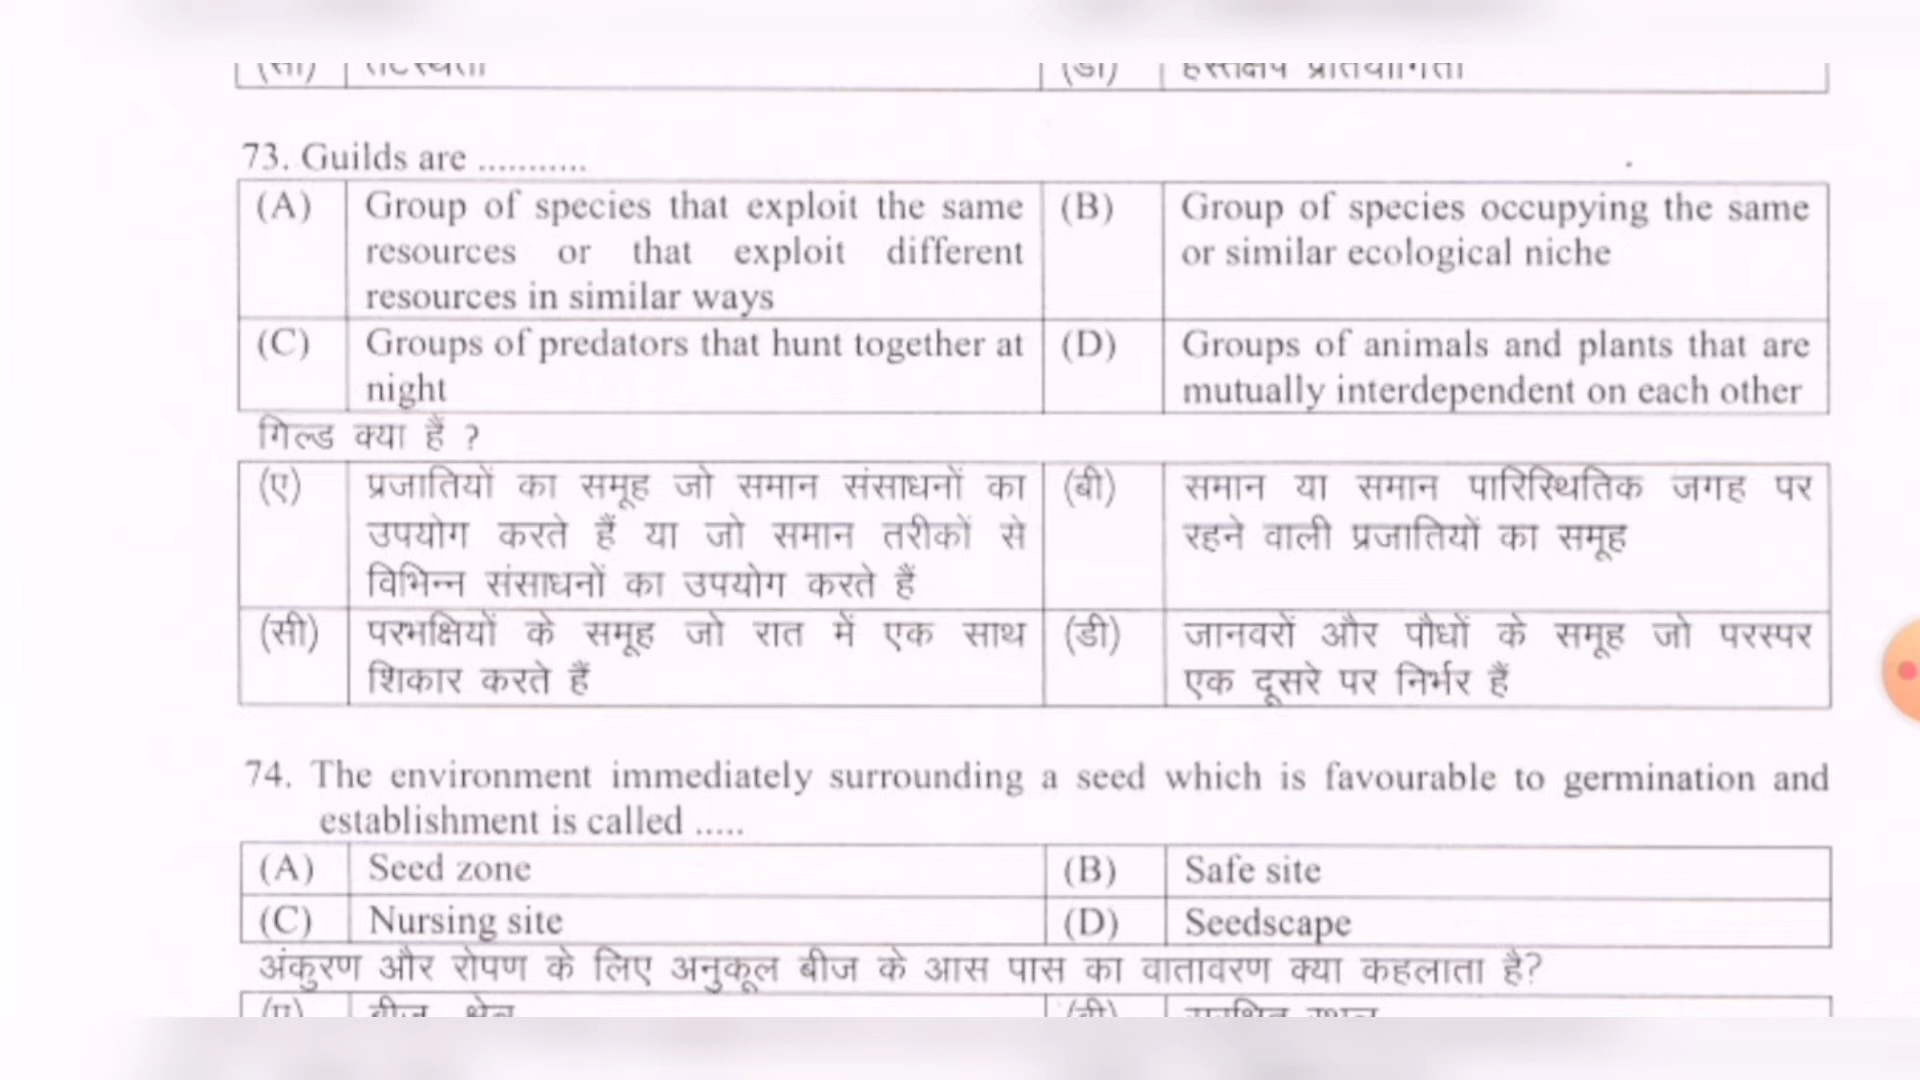 73. Guilds are ...........
(A) Group of species that exploit the same (B) Group of species occupying the same
resources or that exploit different or similar ecological niche
resources in similar ways
(C) Groups of predators that hunt together at (D) Groups of animals and plants that are
night mutually interdependent on each other
गिल्ड क्या हैं ?
(ए) प्रजातियों का समूह जो समान संसाधनों का (बी) समान या समान पारिस्थितिक जगह पर
उपयोग करते हैं या जो समान तरीकों से रहने वाली प्रजातियों का समूह
विभिन्न संसाधनों का उपयोग करते हैं
(सी) परभक्षियों के समूह जो रात में एक साथ (डी) जानवरों और पौधों के समूह जो परस्पर
शिकार करते हैं एक दूसरे पर निर्भर हैं
74. The environment immediately surrounding a seed which is favourable to germination and
establishment is called .....
(A) Seed zone (B) Safe site
(C) Nursing site (D) Seedscape
अंकुरण और रोपण के लिए अनुकूल बीज के आस पास का वातावरण क्या कहलाता है?